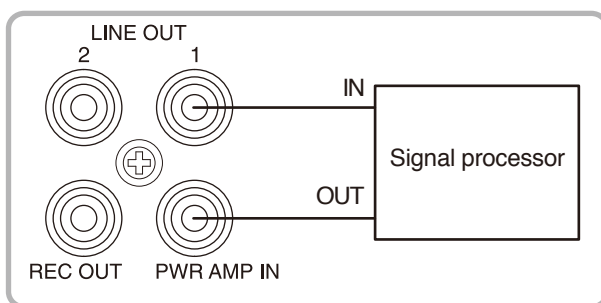 LINE OUT
2 1
IN
Signal processor
OUT
REC OUT PWR AMP IN